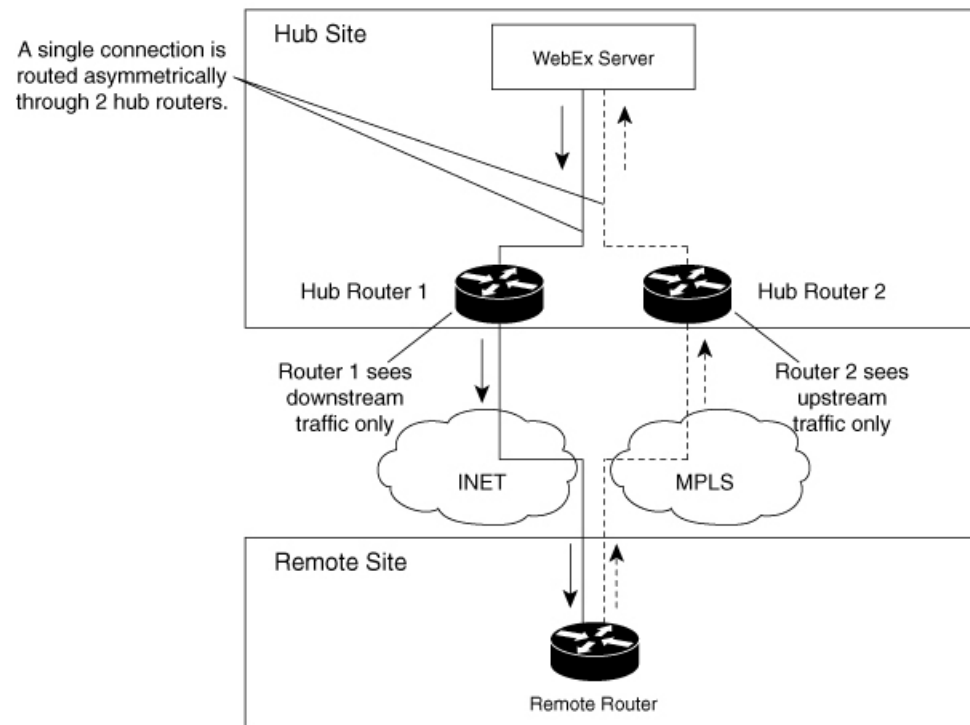 Hub Site
WebEx Server
A single connection is
routed asymmetrically
through 2 hub routers.
Hub Router 1
Hub Router 2
Router 1 sees
downstream
traffic only
Router 2 sees
upstream
traffic only
INET
MPLS
Remote Site
Remote Router